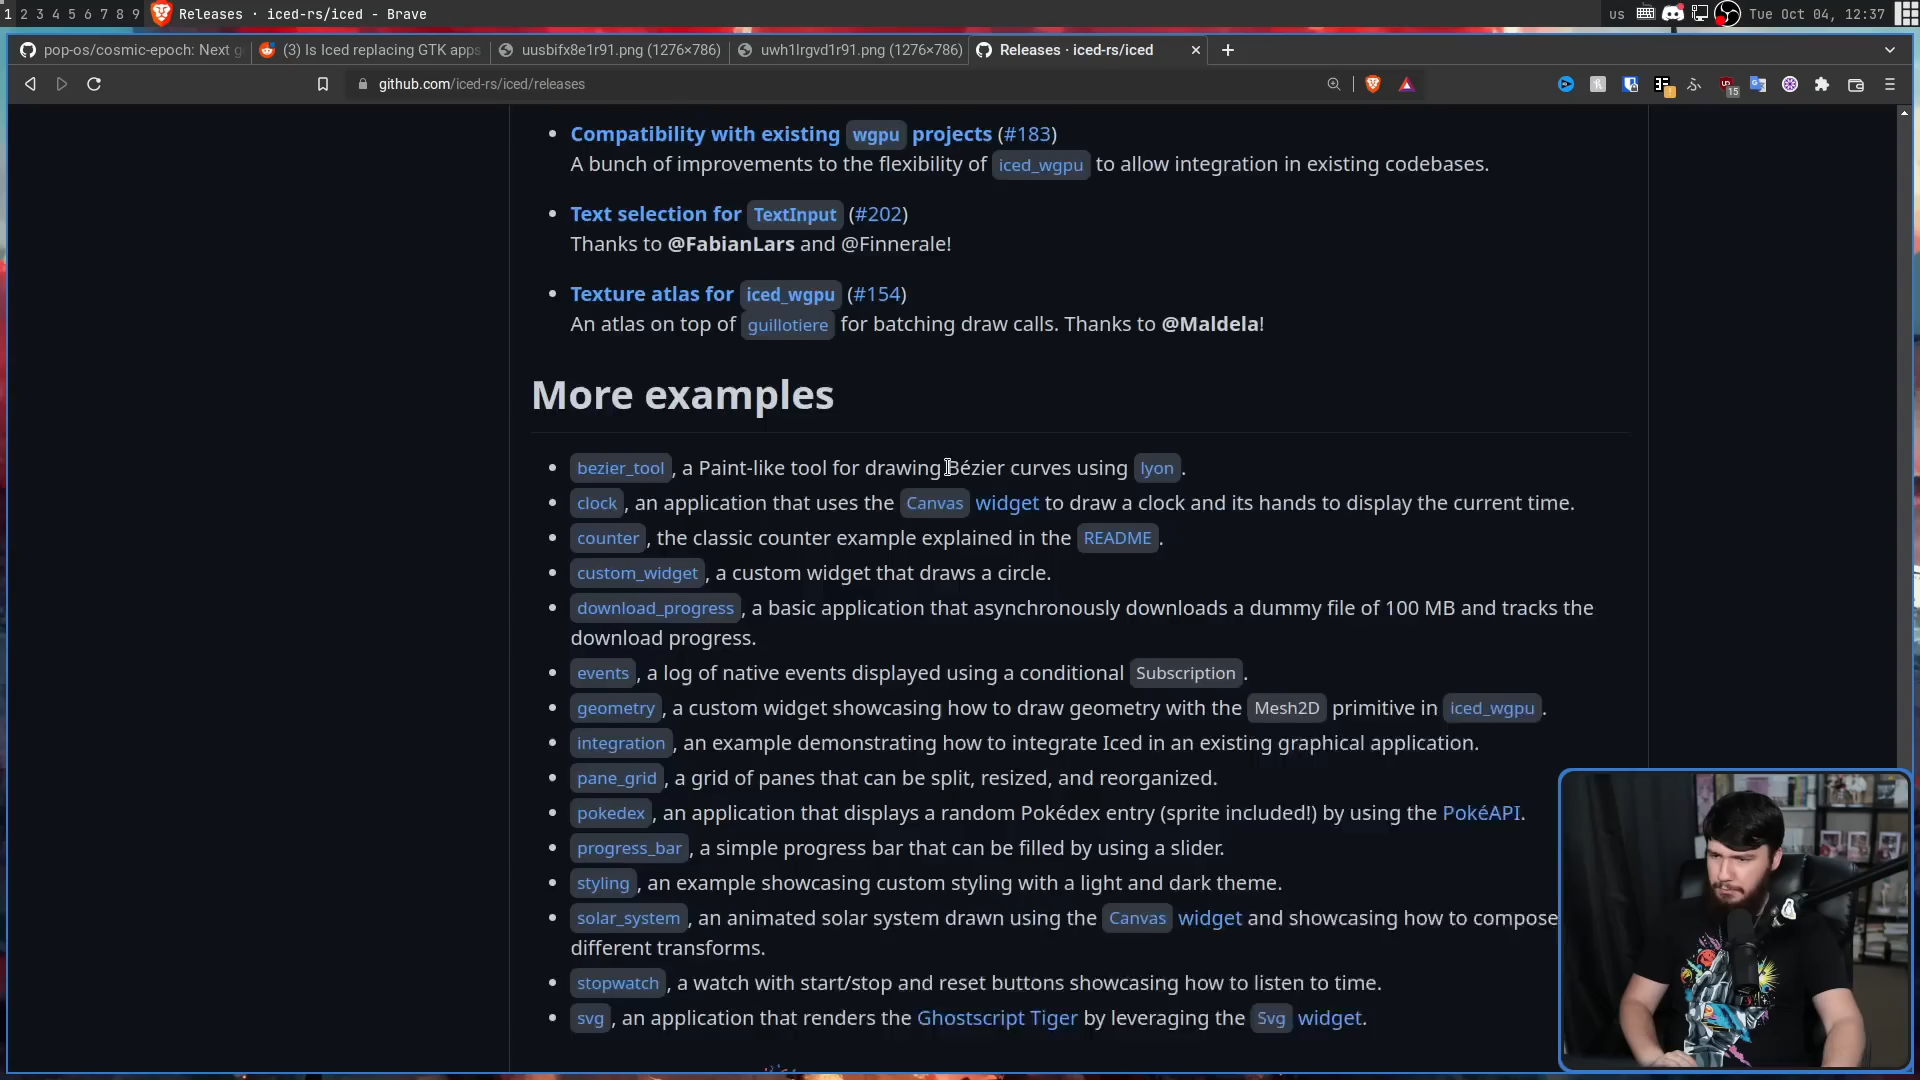 1 2 3 4 5 6 7 8 9 Releases · iced-rs/iced - Brave us Tue Oct 04, 12:37
pop-os/cosmic-epoch: Next g (3) Is Iced replacing GTK apps uusbifx8e1r91.png (1276×786) uwh1lrgvd1r91.png (1276×786) Releases · iced-rs/iced
github.com/iced-rs/iced/releases 15
Compatibility with existing wgpu projects (#183)
A bunch of improvements to the flexibility of iced_wgpu to allow integration in existing codebases.
Text selection for TextInput (#202)
Thanks to @FabianLars and @Finnerale!
Texture atlas for iced_wgpu (#154)
An atlas on top of guillotiere for batching draw calls. Thanks to @Maldela!
More examples
bezier_tool, a Paint-like tool for drawing Bézier curves using lyon.
clock, an application that uses the Canvas widget to draw a clock and its hands to display the current time.
counter, the classic counter example explained in the README.
custom_widget, a custom widget that draws a circle.
download_progress, a basic application that asynchronously downloads a dummy file of 100 MB and tracks the
download progress.
events, a log of native events displayed using a conditional Subscription.
geometry, a custom widget showcasing how to draw geometry with the Mesh2D primitive in iced_wgpu.
integration, an example demonstrating how to integrate Iced in an existing graphical application.
pane_grid, a grid of panes that can be split, resized, and reorganized.
pokedex, an application that displays a random Pokédex entry (sprite included!) by using the PokéAPI.
progress_bar, a simple progress bar that can be filled by using a slider.
styling, an example showcasing custom styling with a light and dark theme.
solar_system, an animated solar system drawn using the Canvas widget and showcasing how to compose
different transforms.
stopwatch, a watch with start/stop and reset buttons showcasing how to listen to time.
svg, an application that renders the Ghostscript Tiger by leveraging the Svg widget.